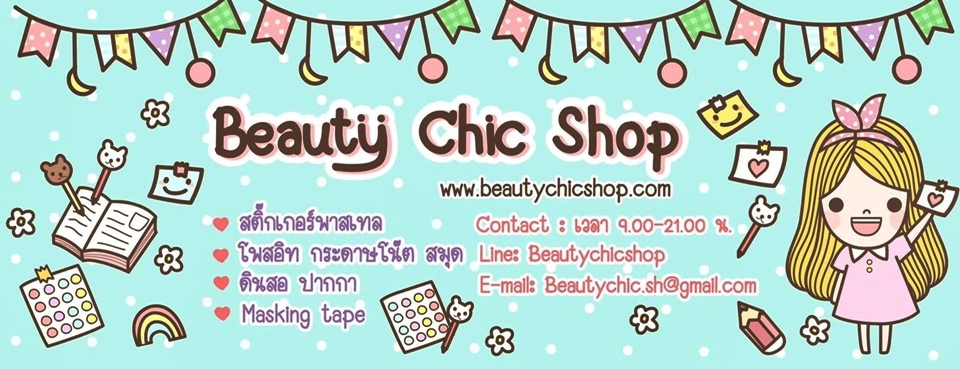 Beauty Chic Shop
www.beautychicshop.com
สติ๊กเกอร์พาสเทล
โพสอิท กระดาษโน๊ต สมุด
ดินสอ ปากกา
Masking tape
Contact : เวลา 9.00-21.00 น.
Line: Beautychicshop
E-mail: Beautychic.sh@gmail.com